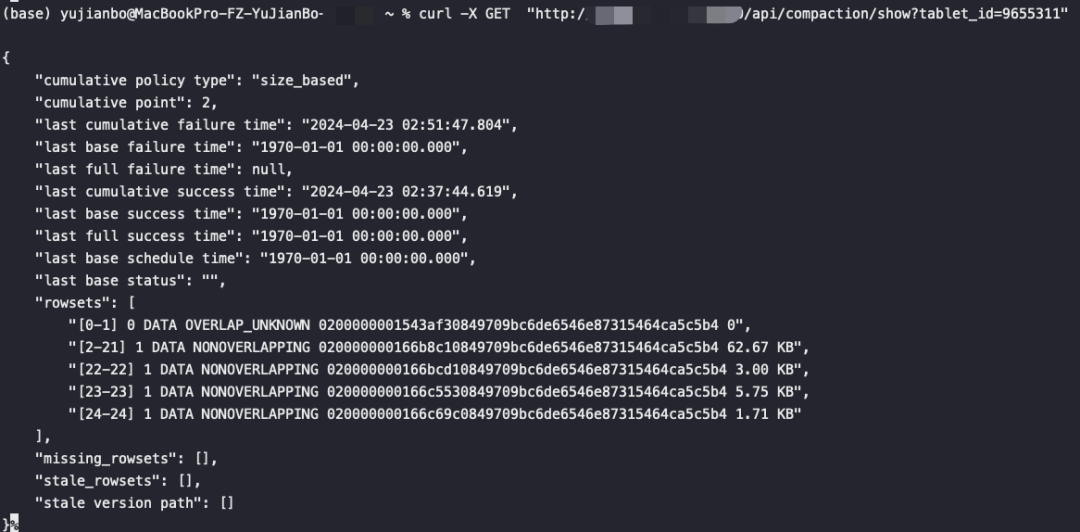 (base) yujianbo@MacBookPro-FZ-YuJianBo- ~ % curl -X GET "http:/ /api/compaction/show?tablet_id=9655311"
{
"cumulative policy type": "size_based",
"cumulative point": 2,
"last cumulative failure time": "2024-04-23 02:51:47.804",
"last base failure time": "1970-01-01 00:00:00.000",
"last full failure time": null,
"last cumulative success time": "2024-04-23 02:37:44.619",
"last base success time": "1970-01-01 00:00:00.000",
"last full success time": "1970-01-01 00:00:00.000",
"last base schedule time": "1970-01-01 00:00:00.000",
"last base status": "",
"rowsets": [
"[0-1] 0 DATA OVERLAP_UNKNOWN 0200000001543af30849709bc6de6546e87315464ca5c5b4 0",
"[2-21] 1 DATA NONOVERLAPPING 020000000166b8c10849709bc6de6546e87315464ca5c5b4 62.67 KB",
"[22-22] 1 DATA NONOVERLAPPING 020000000166bcd10849709bc6de6546e87315464ca5c5b4 3.00 KB",
"[23-23] 1 DATA NONOVERLAPPING 020000000166c5530849709bc6de6546e87315464ca5c5b4 5.75 KB",
"[24-24] 1 DATA NONOVERLAPPING 020000000166c69c0849709bc6de6546e87315464ca5c5b4 1.71 KB"
],
"missing_rowsets": [],
"stale_rowsets": [],
"stale version path": []
}%